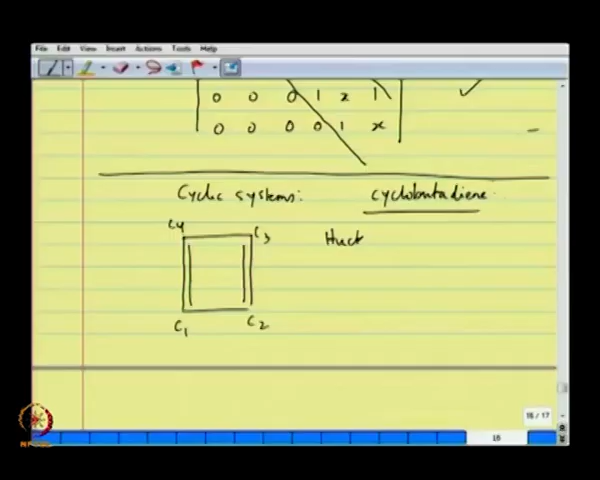 File Edit View Insert Actions Tools Help
0 0 0 1 x 1
0 0 0 0 1 x
Cyclic systems: cyclobutadiene
C4 C3 Huct
C1 C2
16 / 17
16